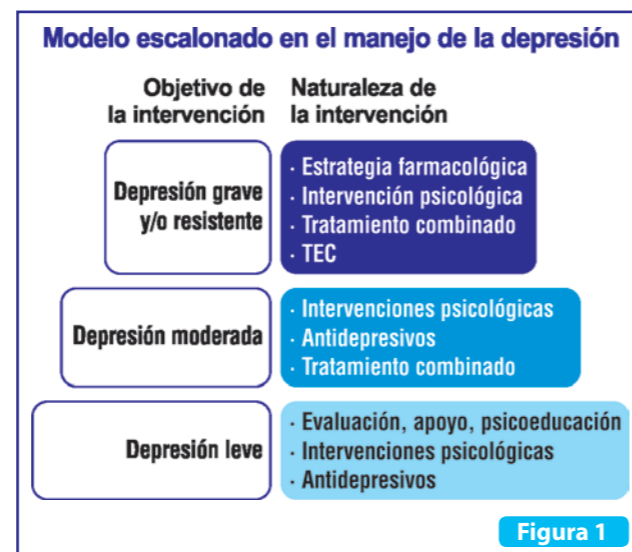 Modelo escalonado en el manejo de la depresión
Objetivo de
la intervención
Naturaleza de
la intervención
Depresión grave
y/o resistente
· Estrategia farmacológica
· Intervención psicológica
· Tratamiento combinado
· TEC
Depresión moderada
· Intervenciones psicológicas
· Antidepresivos
· Tratamiento combinado
Depresión leve
· Evaluación, apoyo, psicoeducación
· Intervenciones psicológicas
· Antidepresivos
Figura 1